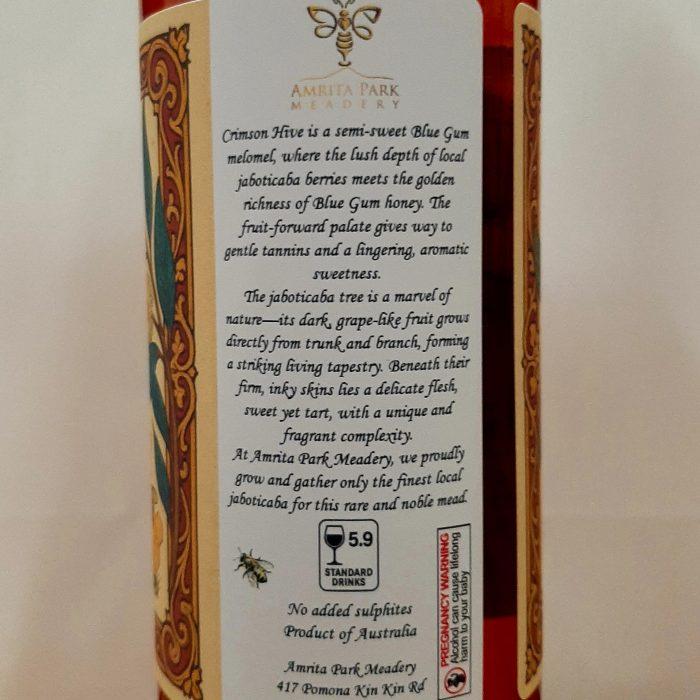 AMRITA PARK
MEADERY
Crimson Hive is a semi-sweet Blue Gum
melomel, where the lush depth of local
jaboticaba berries meets the golden
richness of Blue Gum honey. The
fruit-forward palate gives way to
gentle tannins and a lingering, aromatic
sweetness.
The jaboticaba tree is a marvel of
nature—its dark, grape-like fruit grows
directly from trunk and branch, forming
a striking living tapestry. Beneath their
firm, inky skins lies a delicate flesh,
sweet yet tart, with a unique and
fragrant complexity.
At Amrita Park Meadery, we proudly
grow and gather only the finest local
jaboticaba for this rare and noble mead.
5.9
STANDARD
DRINKS
PREGNANCY WARNING
Alcohol can cause lifelong
harm to your baby
No added sulphites
Product of Australia
Amrita Park Meadery
417 Pomona Kin Kin Rd